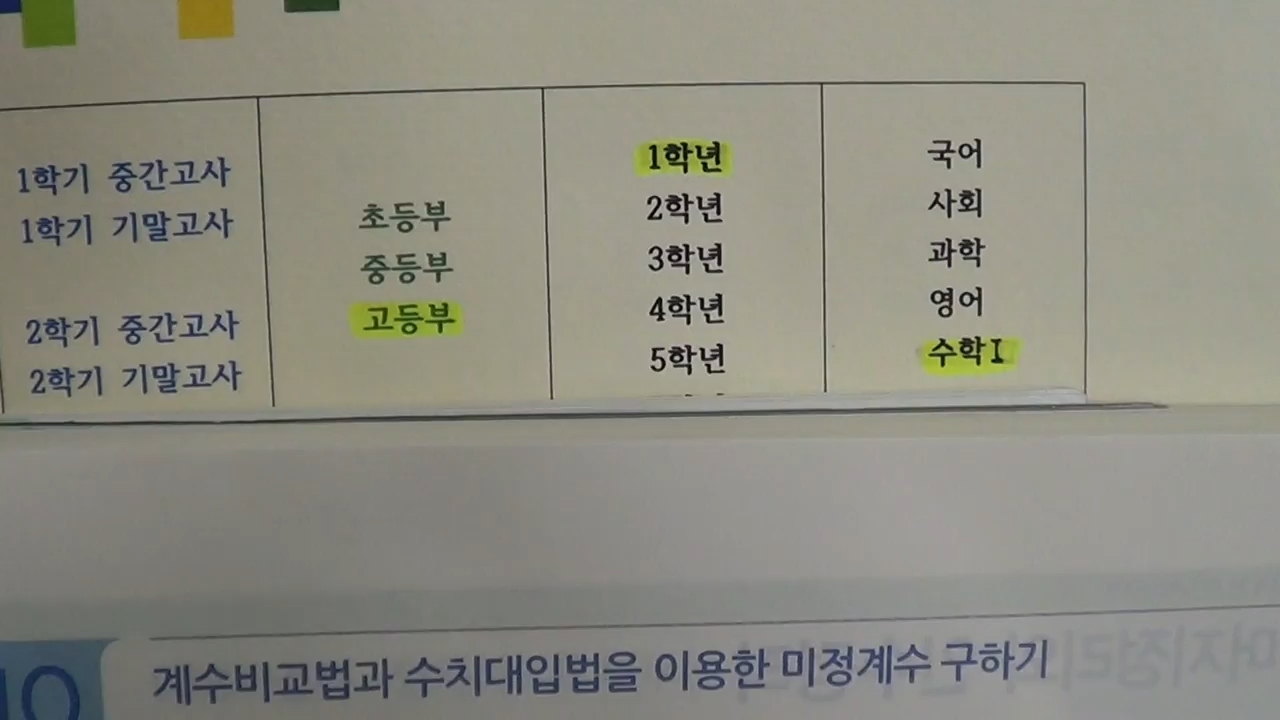 1학기 중간고사
1학기 기말고사
2학기 중간고사
2학기 기말고사
초등부
중등부
고등부
1학년
2학년
3학년
4학년
5학년
국어
사회
과학
영어
수학I
계수비교법과 수치대입법을 이용한 미정계수 구하기